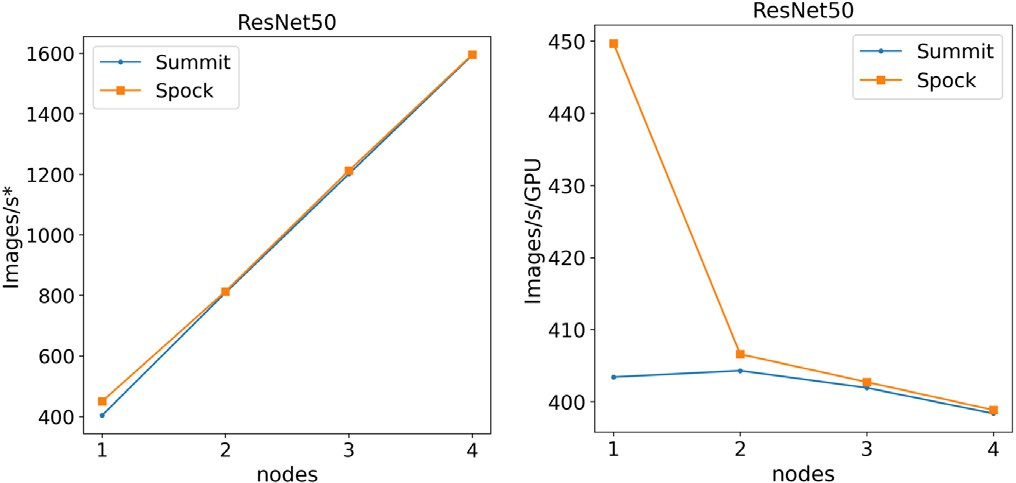 ResNet50
Summit
Spock
1600
1400
1200
1000
800
600
400
Images/s*
1 2 3 4
nodes
ResNet50
Summit
Spock
450
440
430
420
410
400
Images/s/GPU
1 2 3 4
nodes